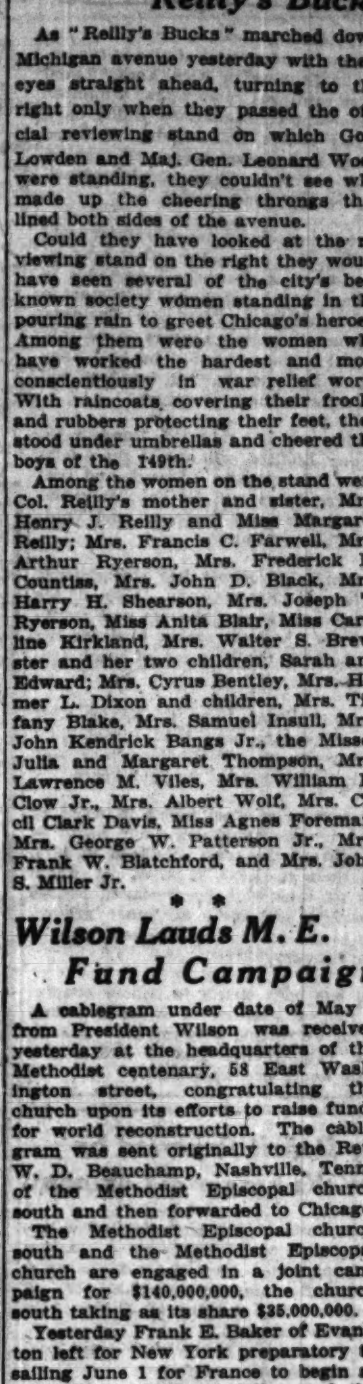 Reilly's Buck
As "Reilly's Bucks" marched dow
Michigan avenue yesterday with the
eyes straight ahead, turning to t
right only when they passed the o
cial reviewing stand on which Go
Lowden and Maj. Gen. Leonard Woo
were standing, they couldn't see wh
made up the cheering throngs th
lined both sides of the avenue.
Could they have looked at the r
viewing stand on the right they wou
have seen several of the city's be
known society women standing in t
pouring rain to greet Chicago's heroe
Among them were the women wh
have worked the hardest and mo
conscientiously in war relief wor
With raincoats covering their frock
and rubbers protecting their feet, the
stood under umbrellas and cheered t
boys of the 149th.
Among the women on the stand we
Col. Reilly's mother and sister, Mr
Henry J. Reilly and Miss Margar
Reilly; Mrs. Francis C. Farwell, Mr
Arthur Ryerson, Mrs. Frederick
Countiss, Mrs. John D. Black, Mr
Harry H. Shearson, Mrs. Joseph
Ryerson, Miss Anita Blair, Miss Car
line Kirkland, Mrs. Walter S. Brew
ster and her two children, Sarah an
Edward; Mrs. Cyrus Bentley, Mrs. H
mer L. Dixon and children, Mrs. Ti
fany Blake, Mrs. Samuel Insull, Mr
John Kendrick Bangs Jr., the Misse
Julia and Margaret Thompson, Mr
Lawrence M. Viles, Mrs. William
Clow Jr., Mrs. Albert Wolf, Mrs. C
cil Clark Davis, Miss Agnes Foreman
Mrs. George W. Patterson Jr., Mr
Frank W. Blatchford, and Mrs. Joh
S. Miller Jr.
* *
Wilson Lauds M. E.
Fund Campaig
A cablegram under date of May
from President Wilson was receive
yesterday at the headquarters of th
Methodist centenary, 58 East Wash
ington street, congratulating th
church upon its efforts to raise fund
for world reconstruction. The cabl
gram was sent originally to the Re
W. D. Beauchamp, Nashville, Tenn
of the Methodist Episcopal churc
south and then forwarded to Chicag
The Methodist Episcopal churc
south and the Methodist Episcop
church are engaged in a joint cam
paign for $140,000,000, the churc
south taking as its share $35,000,000.
Yesterday Frank E. Baker of Evan
ton left for New York preparatory
sailing June 1 for France to begin